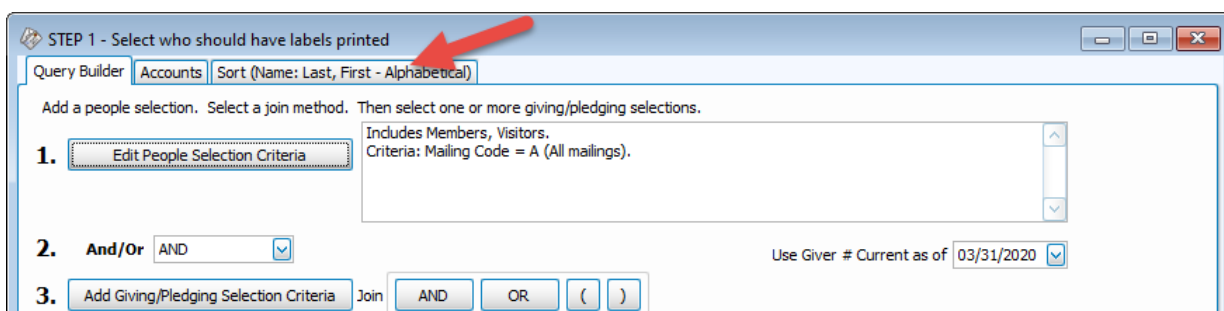 STEP 1 - Select who should have labels printed
Query Builder Accounts Sort (Name: Last, First - Alphabetical)
Add a people selection. Select a join method. Then select one or more giving/pledging selections.
Includes Members, Visitors.
1. Edit People Selection Criteria Criteria: Mailing Code = A (All mailings).
2. And/Or AND Use Giver # Current as of 03/31/2020
3. Add Giving/Pledging Selection Criteria Join AND OR ( )